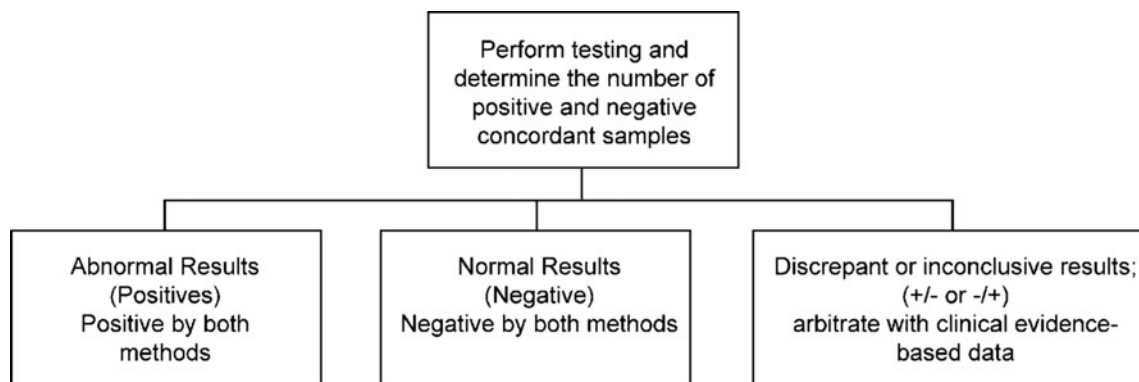 Perform testing and
determine the number of
positive and negative
concordant samples
Abnormal Results
(Positives)
Positive by both
methods
Normal Results
(Negative)
Negative by both methods
Discrepant or inconclusive results;
(+/- or -/+)
arbitrate with clinical evidence-
based data